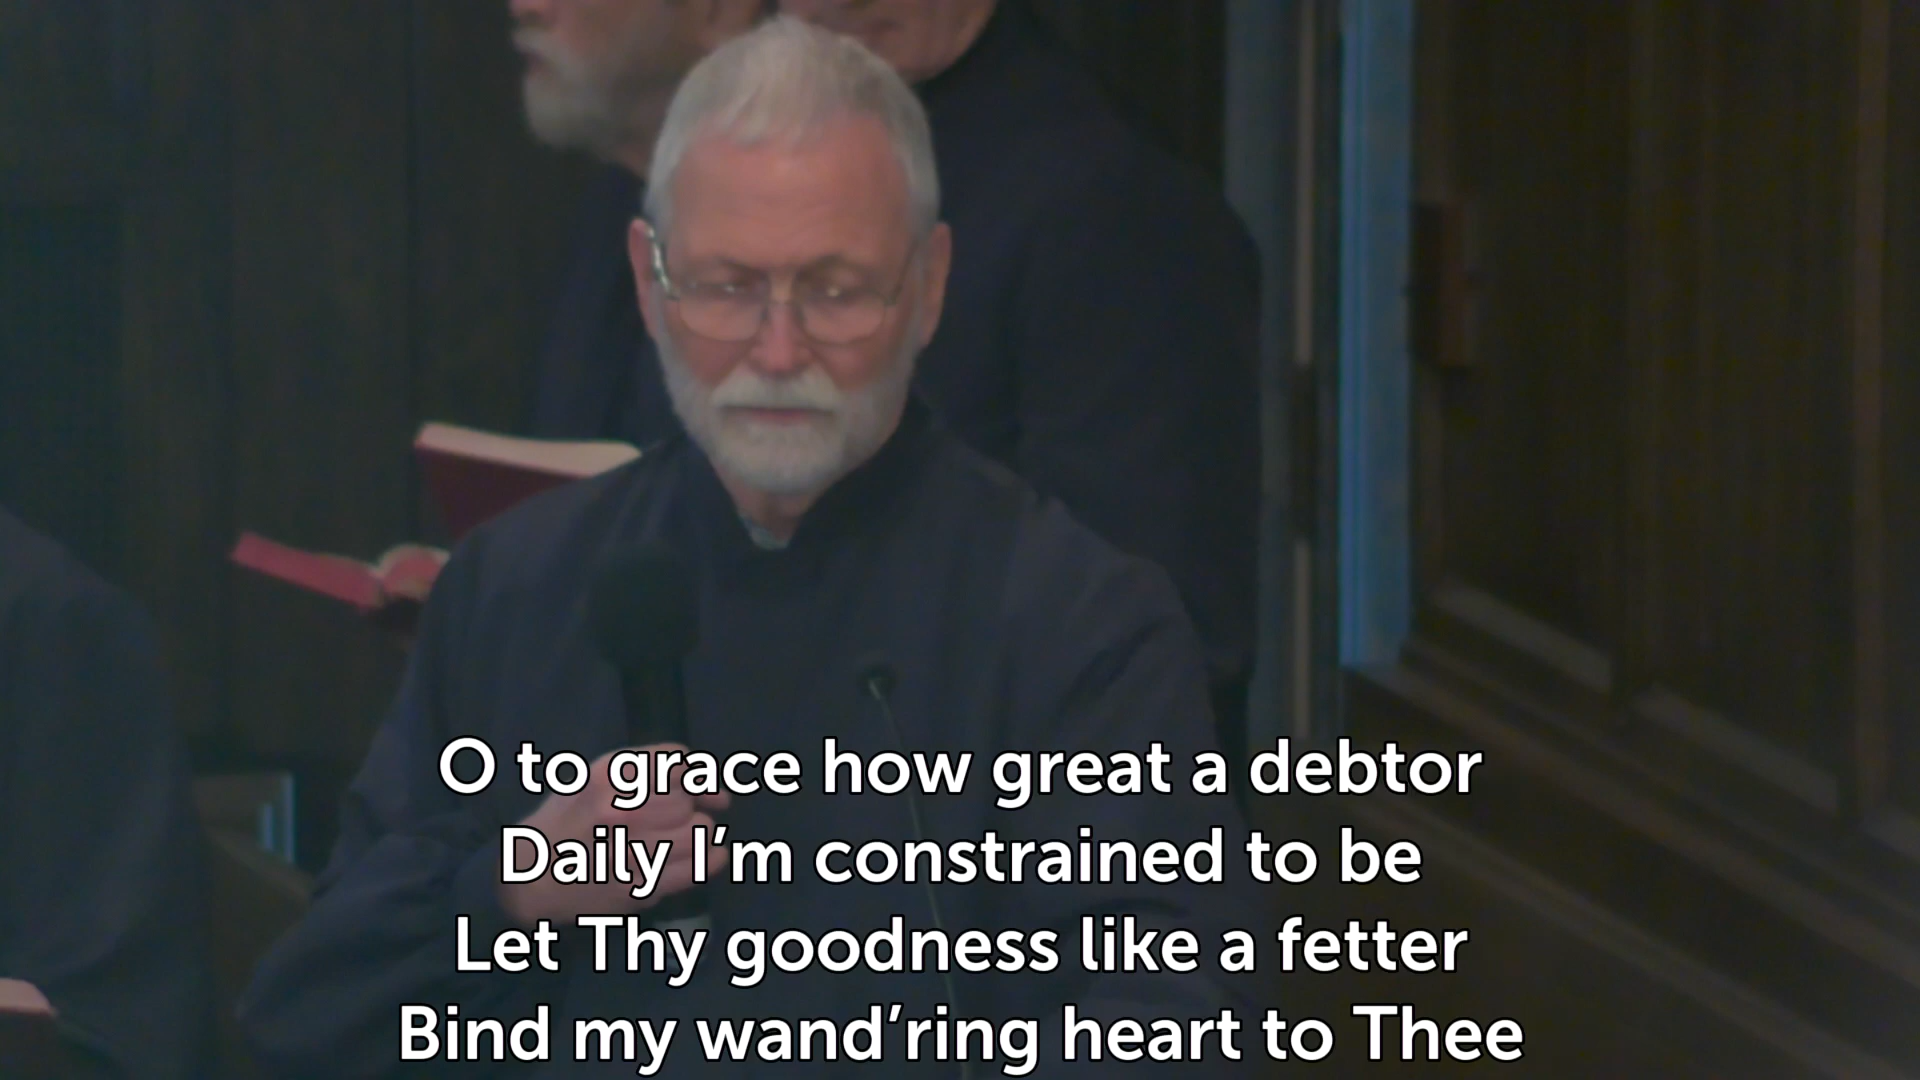 O to grace how great a debtor
Daily I’m constrained to be
Let Thy goodness like a fetter
Bind my wand’ring heart to Thee